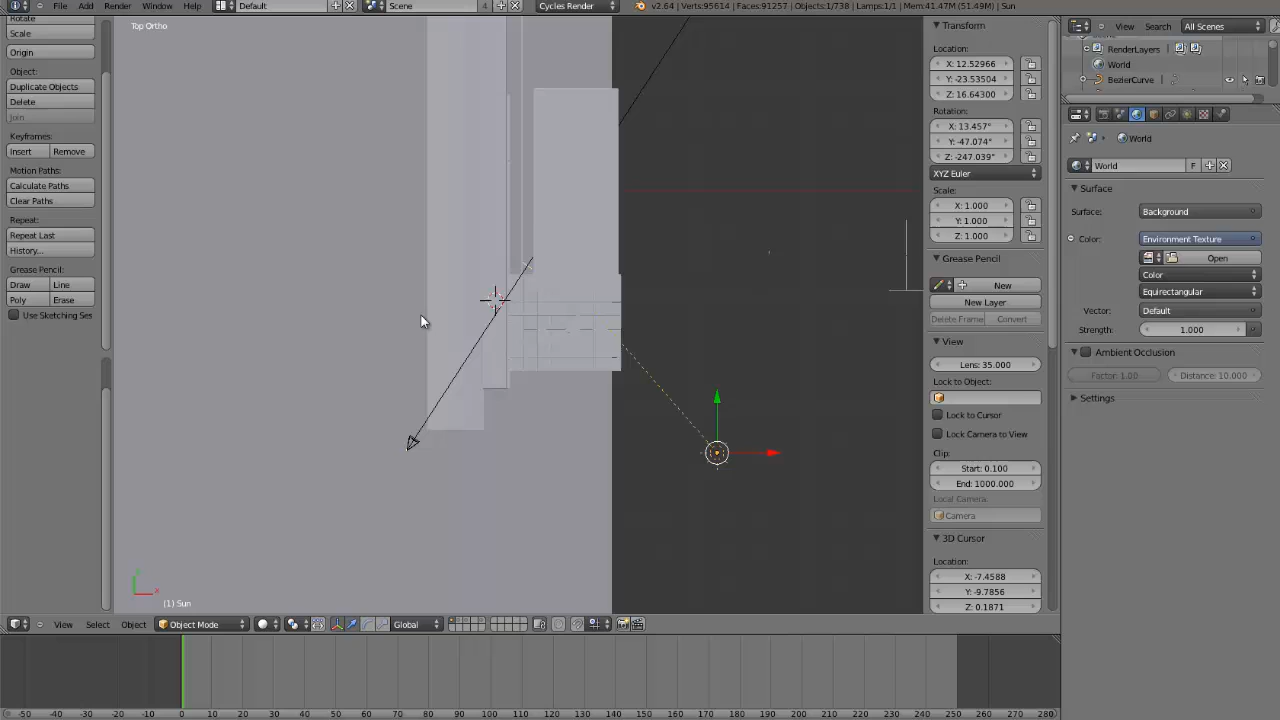 File Add Render Window Help Default Scene 4 Cycles Render v2.64 | Verts:95614 | Faces:91257 | Objects:1/738 | Lamps:1/1 | Mem:41.47M (51.49M) | Sun
Rotate
Scale
Origin
Object:
Duplicate Objects
Delete
Join
Keyframes:
Insert Remove
Motion Paths:
Calculate Paths
Clear Paths
Repeat:
Repeat Last
History...
Grease Pencil:
Draw Line
Poly Erase
Use Sketching Ses
Top Ortho
(1) Sun
Transform
Location:
X: 12.52966
Y: -23.53504
Z: 16.64300
Rotation:
X: 13.457°
Y: -47.074°
Z: -247.039°
XYZ Euler
Scale:
X: 1.000
Y: 1.000
Z: 1.000
Grease Pencil
New
New Layer
Delete Frame Convert
View
Lens: 35.000
Lock to Object:
Lock to Cursor
Lock Camera to View
Clip:
Start: 0.100
End: 1000.000
Local Camera:
Camera
3D Cursor
Location:
X: -7.4588
Y: -9.7856
Z: 0.1871
View Search All Scenes
RenderLayers
World
BezierCurve
World
World F
Surface
Surface: Background
Color: Environment Texture
Open
Color
Equirectangular
Vector: Default
Strength: 1.000
Ambient Occlusion
Factor: 1.00 Distance: 10.000
Settings
View Select Object Object Mode Global
-50 -40 -30 -20 -10 0 10 20 30 40 50 60 70 80 90 100 110 120 130 140 150 160 170 180 190 200 210 220 230 240 250 260 270 280